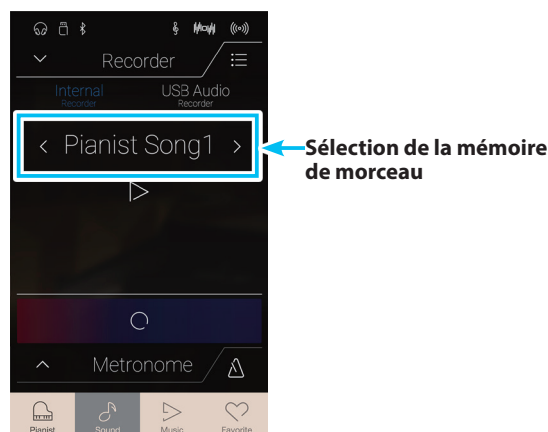 Recorder
Internal
Recorder
USB Audio
Recorder
Pianist Song1
Sélection de la mémoire
de morceau
Metronome
Pianist
Sound
Music
Favorite